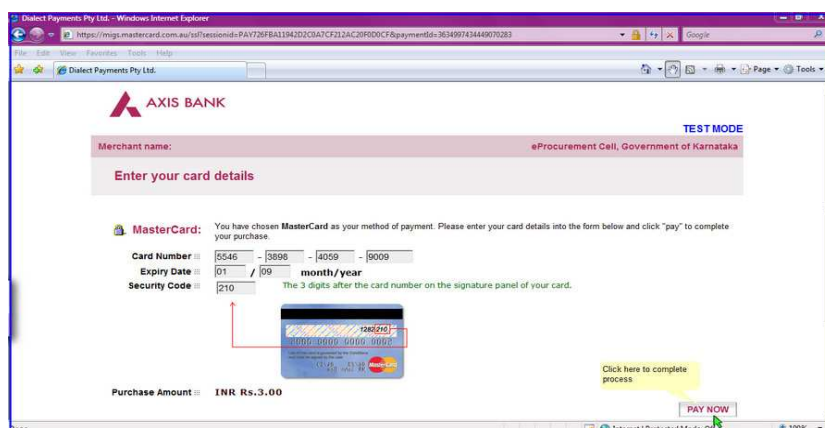 Dialect Payments Pty Ltd. - Windows Internet Explorer
https://migs.mastercard.com.au/ssl?sessionid=PAY726FBA11942D2C0A7CF212AC20F0D9CF&paymentId=3634997434449070283
Google
File Edit View Favorites Tools Help
Dialect Payments Pty Ltd.
Page Tools
AXIS BANK
TEST MODE
Merchant name: eProcurement Cell, Government of Karnataka
Enter your card details
MasterCard: You have chosen MasterCard as your method of payment. Please enter your card details into the form below and click "pay" to complete
your purchase.
Card Number 5546 - 3898 - 4059 - 9009
Expiry Date 01 / 09 month/year
Security Code 210 The 3 digits after the card number on the signature panel of your card.
1282 210
MasterCard
Click here to complete
process
Purchase Amount INR Rs.3.00
PAY NOW
100%